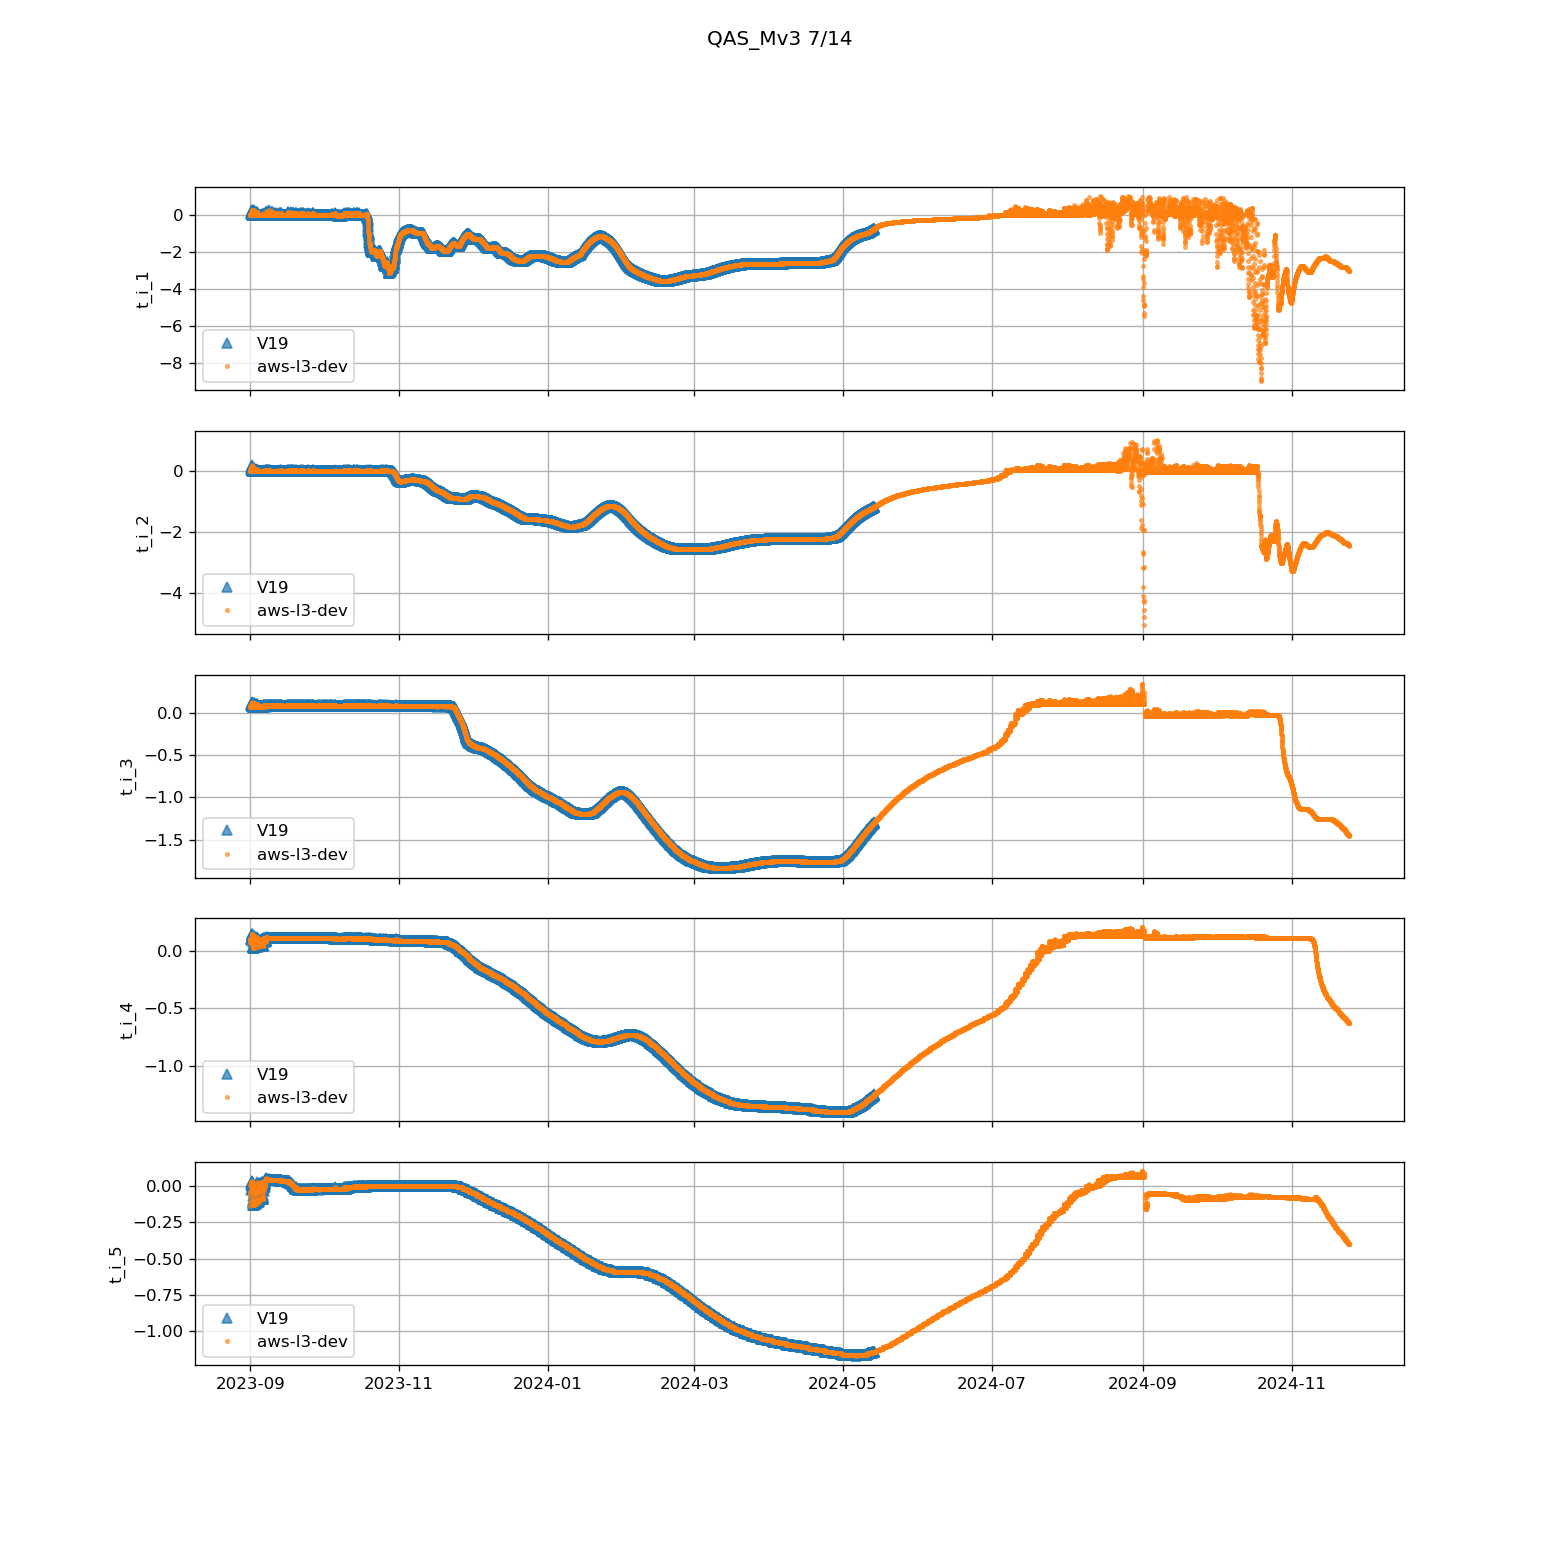 QAS_Mv3 7/14
0
−2
−4
−6
−8
t_i_1
V19
aws-l3-dev
0
−2
−4
t_i_2
V19
aws-l3-dev
0.0
−0.5
−1.0
−1.5
t_i_3
V19
aws-l3-dev
0.0
−0.5
−1.0
t_i_4
V19
aws-l3-dev
0.00
−0.25
−0.50
−0.75
−1.00
t_i_5
V19
aws-l3-dev
2023-09 2023-11 2024-01 2024-03 2024-05 2024-07 2024-09 2024-11